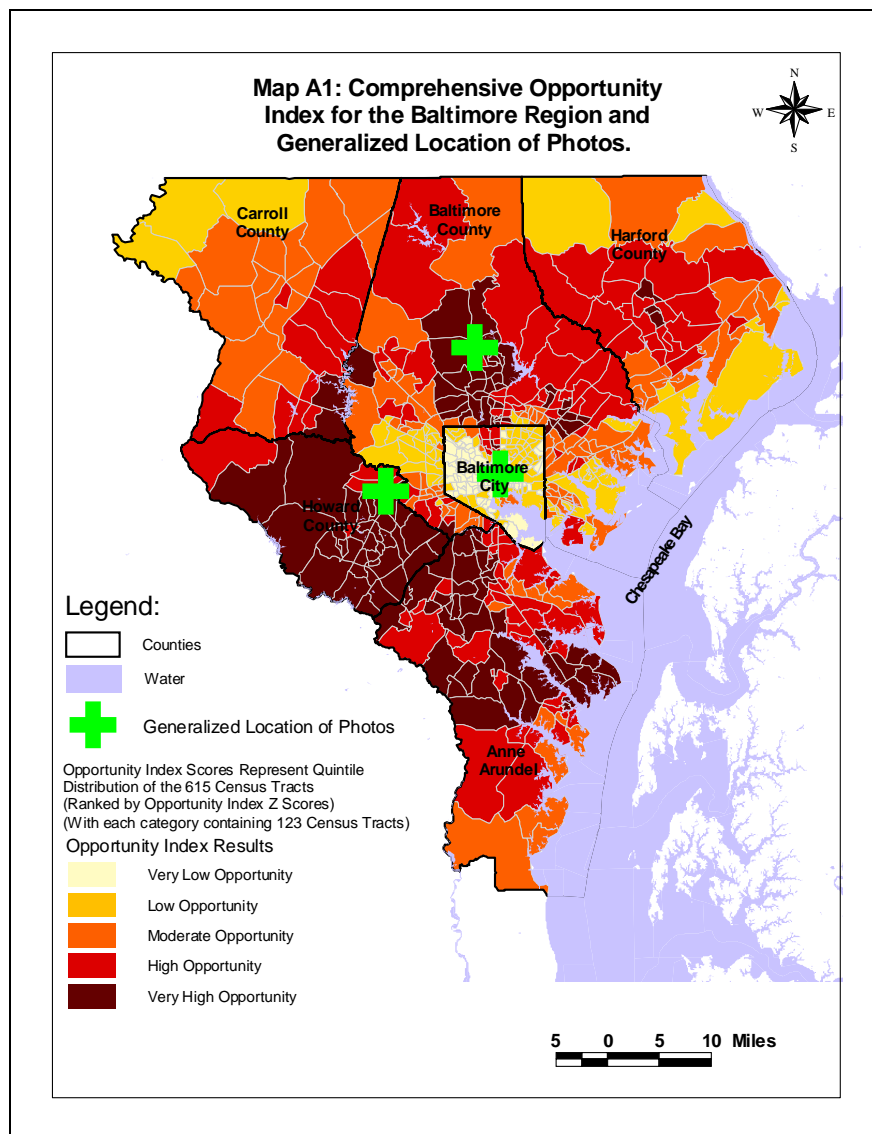 Map A1: Comprehensive Opportunity
Index for the Baltimore Region and
Generalized Location of Photos.
N
W
E
S
Carroll
County
Baltimore
County
Harford
County
Baltimore
City
Howard
County
Chesapeake Bay
Anne
Arundel
Legend:
Counties
Water
Generalized Location of Photos
Opportunity Index Scores Represent Quintile
Distribution of the 615 Census Tracts
(Ranked by Opportunity Index Z Scores)
(With each category containing 123 Census Tracts)
Opportunity Index Results
Very Low Opportunity
Low Opportunity
Moderate Opportunity
High Opportunity
Very High Opportunity
5 0 5 10 Miles